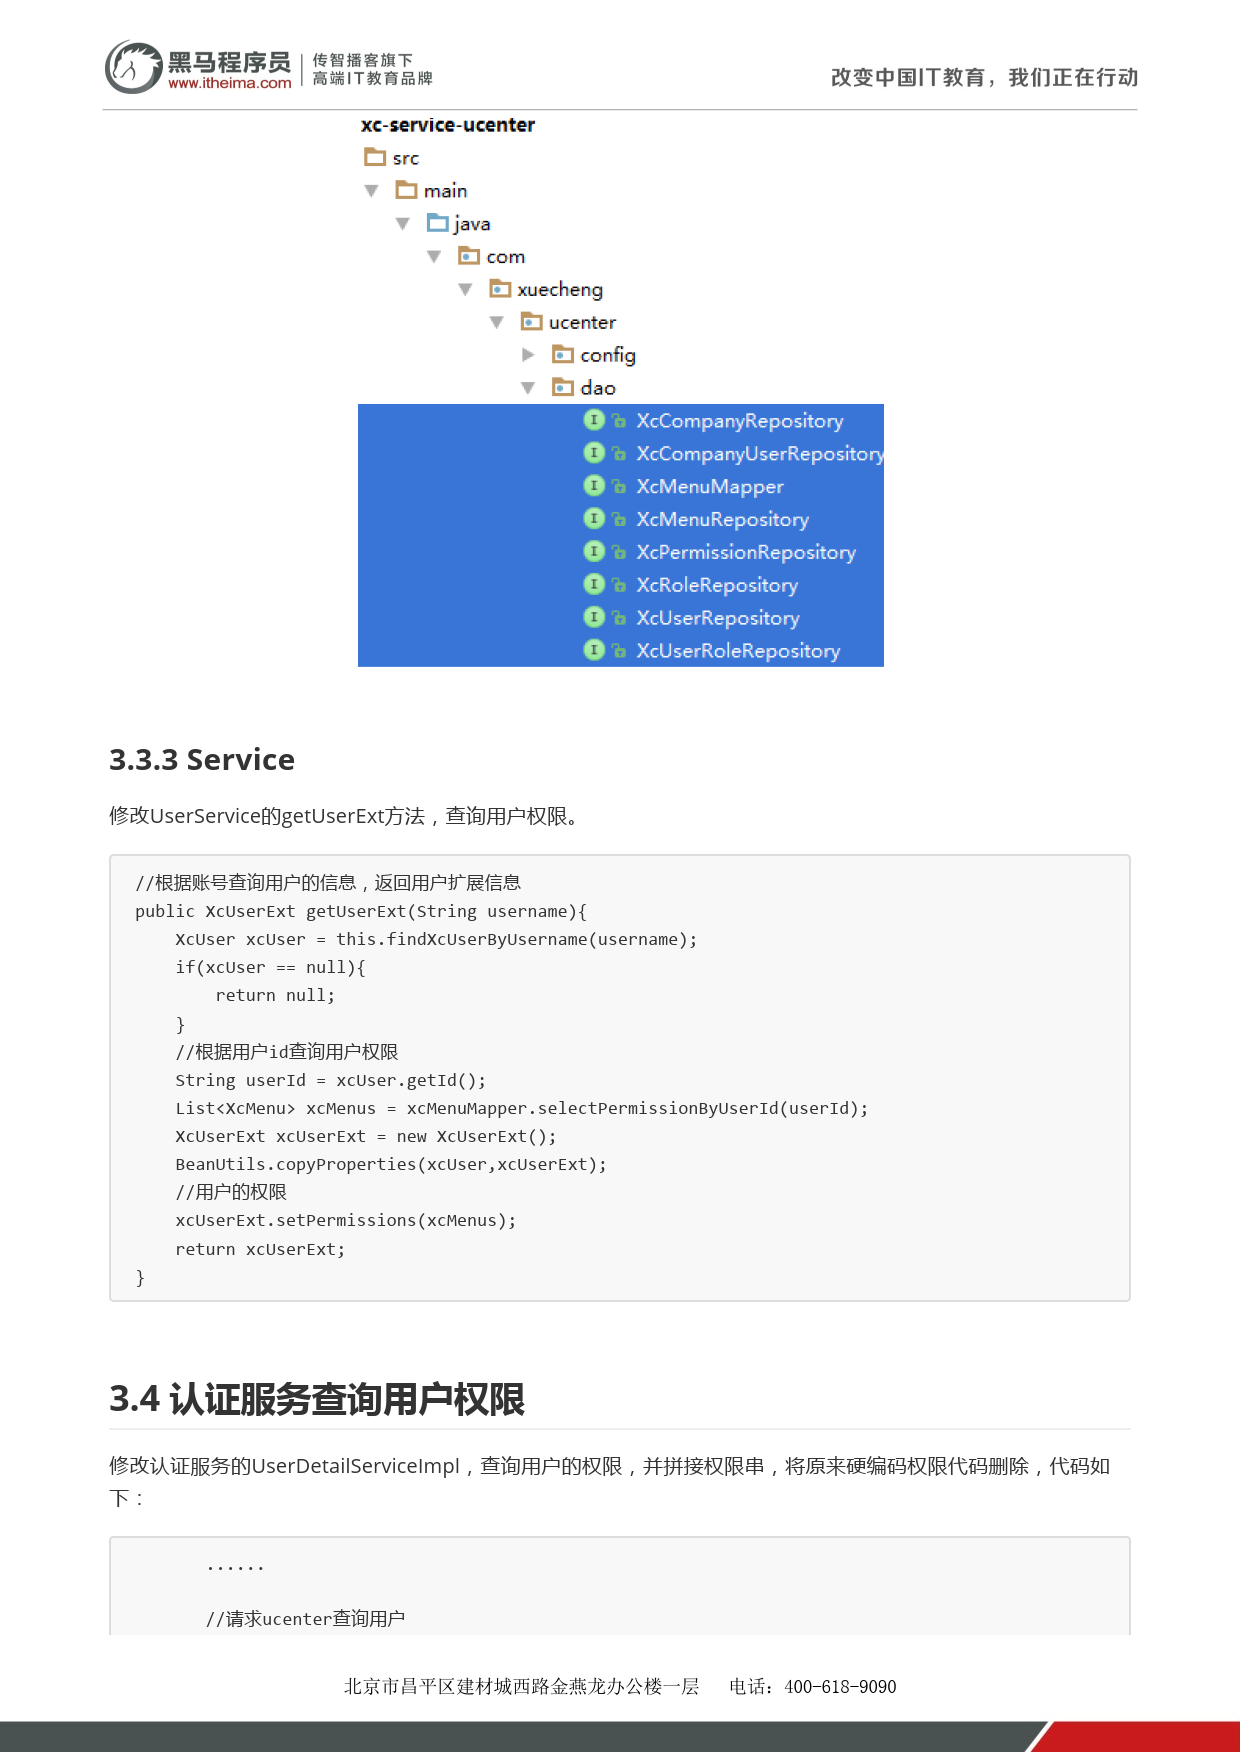 黑马程序员
www.itheima.com
传智播客旗下
高端IT教育品牌
改变中国IT教育，我们正在行动
xc-service-ucenter
src
main
java
com
xuecheng
ucenter
config
dao
XcCompanyRepository
XcCompanyUserRepository
XcMenuMapper
XcMenuRepository
XcPermissionRepository
XcRoleRepository
XcUserRepository
XcUserRoleRepository
3.3.3 Service
修改UserService的getUserExt方法，查询用户权限。
//根据账号查询用户的信息，返回用户扩展信息
public XcUserExt getUserExt(String username){
    XcUser xcUser = this.findXcUserByUsername(username);
    if(xcUser == null){
        return null;
    }
    //根据用户id查询用户权限
    String userId = xcUser.getId();
    List<XcMenu> xcMenus = xcMenuMapper.selectPermissionByUserId(userId);
    XcUserExt xcUserExt = new XcUserExt();
    BeanUtils.copyProperties(xcUser,xcUserExt);
    //用户的权限
    xcUserExt.setPermissions(xcMenus);
    return xcUserExt;
}
3.4 认证服务查询用户权限
修改认证服务的UserDetailServiceImpl，查询用户的权限，并拼接权限串，将原来硬编码权限代码删除，代码如
下：
......
//请求ucenter查询用户
北京市昌平区建材城西路金燕龙办公楼一层 电话：400-618-9090